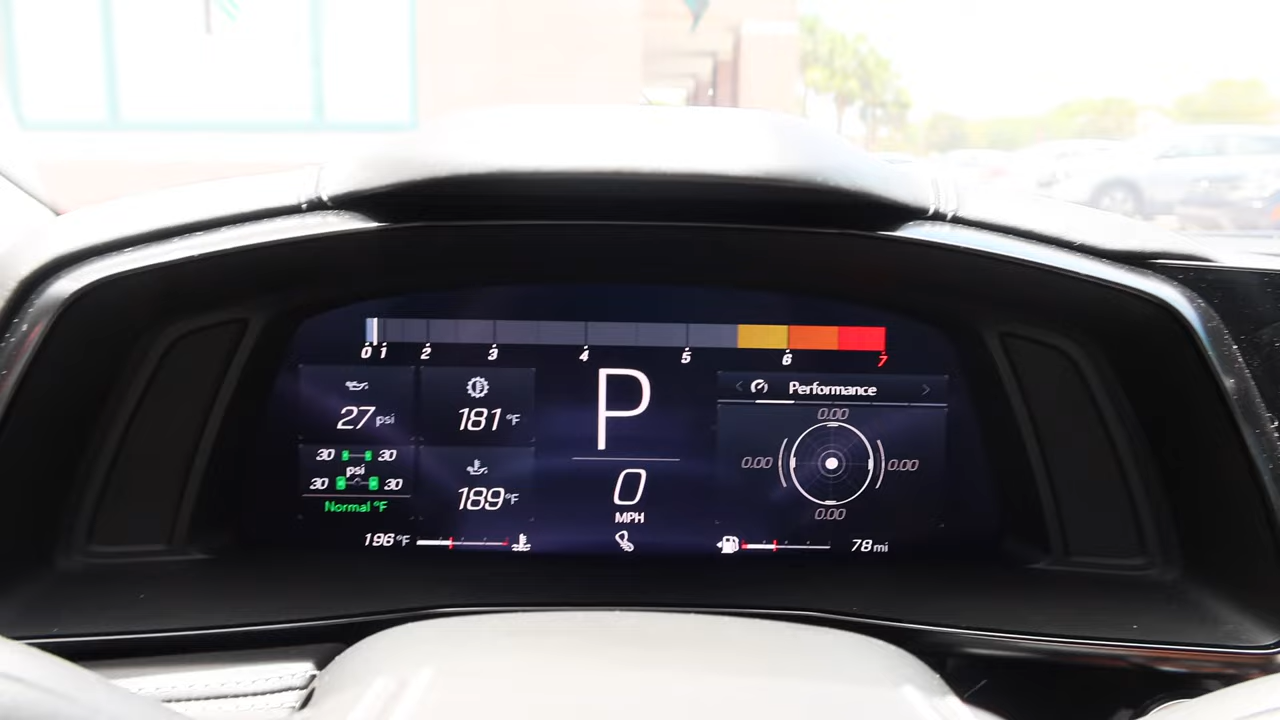 0 1 2 3 4 5 6 7
27 psi
181 °F
P
Performance
0.00
0.00 0.00
0.00
30 30
psi
30 30
Normal °F
189 °F
0
MPH
196 °F
78 mi